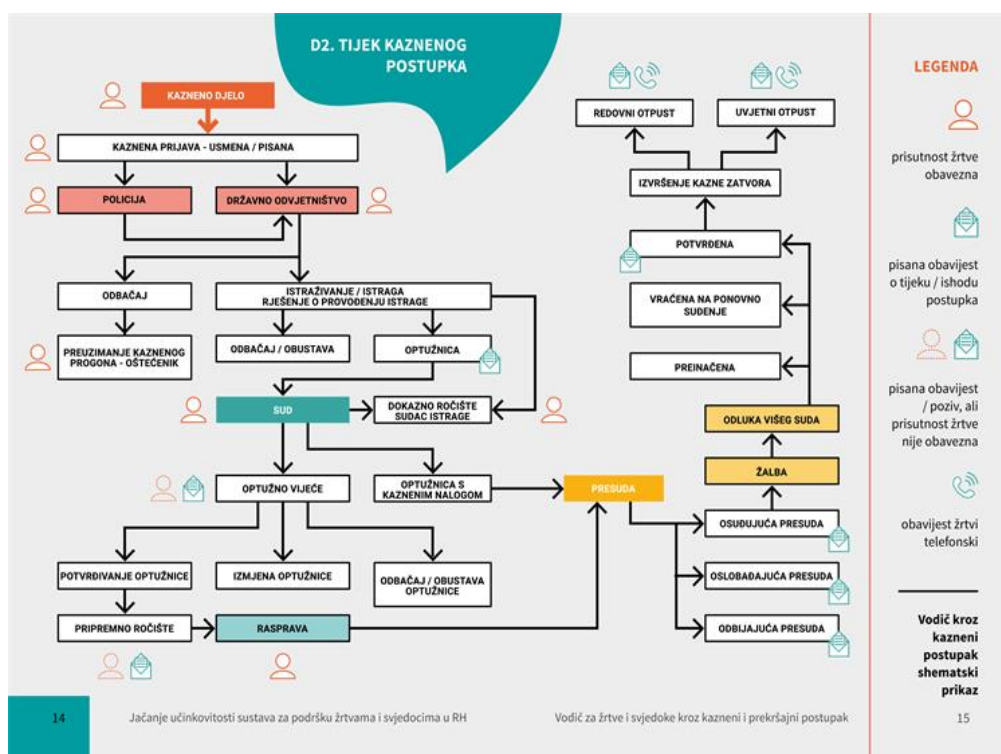 D2. TIJEK KAZNENOG
POSTUPKA
KAZNENO DJELO
KAZNENA PRIJAVA - USMENA / PISANA
POLICIJA
DRŽAVNO ODVJETNIŠTVO
ODBAČAJ
ISTRAŽIVANJE / ISTRAGA
RJEŠENJE O PROVOĐENJU ISTRAGE
PREUZIMANJE KAZNENOG
PROGONA - OŠTEĆENIK
ODBAČAJ / OBUSTAVA
OPTUŽNICA
SUD
DOKAZNO ROČIŠTE
SUDAC ISTRAGE
OPTUŽNO VIJEĆE
OPTUŽNICA S
KAZNENIM NALOGOM
POTVRĐIVANJE OPTUŽNICE
IZMJENA OPTUŽNICE
ODBAČAJ / OBUSTAVA
OPTUŽNICE
PRIPREMNO ROČIŠTE
RASPRAVA
REDOVNI OTPUST
UVJETNI OTPUST
IZVRŠENJE KAZNE ZATVORA
POTVRĐENA
VRAĆENA NA PONOVNO
SUĐENJE
PREINAČENA
ODLUKA VIŠEG SUDA
ŽALBA
PRESUDA
OSUĐUJUĆA PRESUDA
OSLOBAĐAJUĆA PRESUDA
ODBIJAJUĆA PRESUDA
LEGENDA
prisutnost žrtve
obavezna
pisana obavijest
o tijeku / ishodu
postupka
pisana obavijest
/ poziv, ali
prisutnost žrtve
nije obavezna
obavijest žrtvi
telefonski
Vodič kroz
kazneni
postupak
shematski
prikaz
14
Jačanje učinkovitosti sustava za podršku žrtvama i svjedocima u RH
Vodič za žrtve i svjedoke kroz kazneni i prekršajni postupak
15